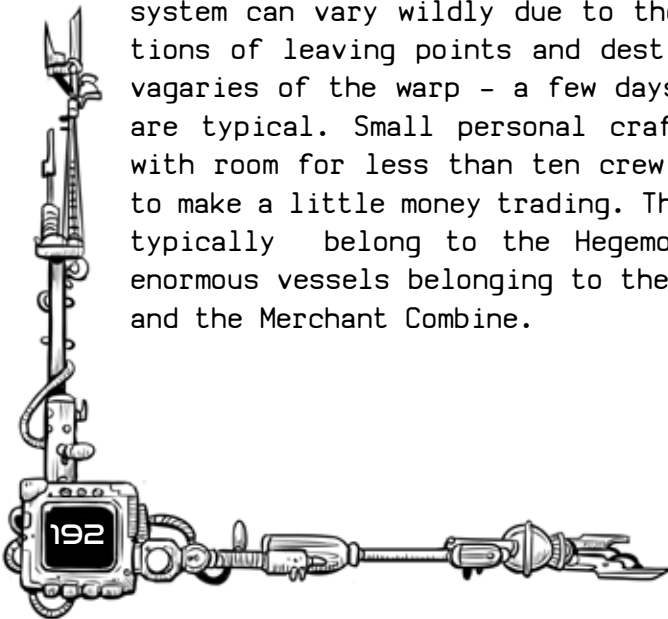 system can vary wildly due to the
tions of leaving points and dest
vagaries of the warp – a few days
are typical. Small personal craf
with room for less than ten crew
to make a little money trading. Th
typically belong to the Hegemo
enormous vessels belonging to the
and the Merchant Combine.
192